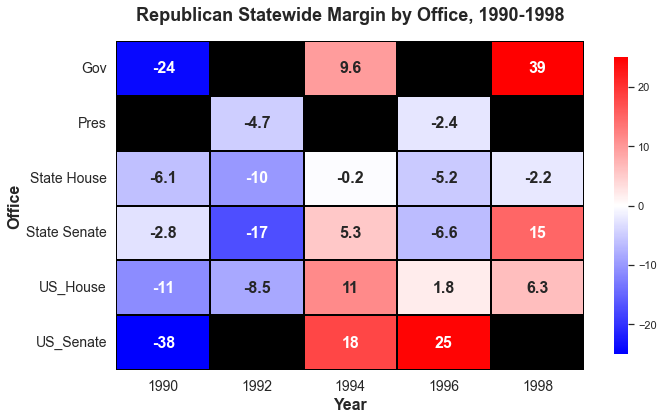 Republican Statewide Margin by Office, 1990-1998
Gov -24 9.6 39
Pres -4.7 -2.4
State House -6.1 -10 -0.2 -5.2 -2.2
State Senate -2.8 -17 5.3 -6.6 15
US_House -11 -8.5 11 1.8 6.3
US_Senate -38 18 25
1990 1992 1994 1996 1998
Year
Office
20
10
0
−10
−20